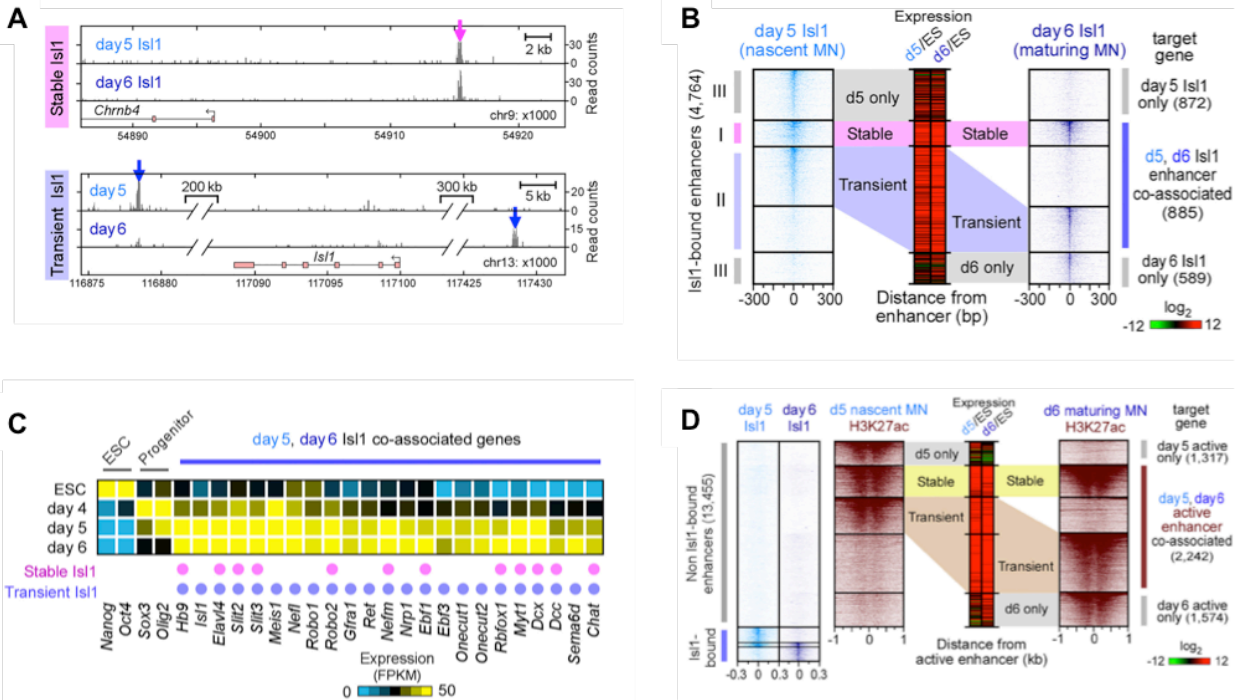 A
Stable Isl1
day5 Isl1
day6 Isl1
2 kb
30
0
30
0
Read counts
Chrnb4
chr9: x1000
54890
54900
54910
54920
Transient Isl1
day5
day6
200 kb
300 kb
5 kb
20
0
15
0
Read counts
Isl1
chr13: x1000
116875
116880
117090
117095
117100
117425
117430
B
day 5 Isl1
(nascent MN)
Expression
d5/ES
d6/ES
day 6 Isl1
(maturing MN)
target
gene
Isl1-bound enhancers (4,764)
III
I
II
III
d5 only
Stable
Stable
Transient
Transient
d6 only
day5 Isl1
only (872)
d5, d6 Isl1
enhancer
co-associated
(885)
day6 Isl1
only (589)
-300
0
300
-300
0
300
Distance from
enhancer (bp)
log2
-12
12
C
ESC
Progenitor
day5, day6 Isl1 co-associated genes
ESC
day 4
day 5
day 6
Stable Isl1
Transient Isl1
Nanog
Oct4
Sox3
Olig2
Hb9
Isl1
Elavl4
Slit2
Slit3
Meis1
Nefl
Robo1
Robo2
Gfra1
Ret
Nefm
Nrp1
Ebf1
Ebf3
Onecut1
Onecut2
Rbfox1
Myt1
Dcx
Dcc
Sema6d
Chat
Expression
(FPKM)
0
50
D
day 5
Isl1
day 6
Isl1
d5 nascent MN
H3K27ac
Expression
d5/ES
d6/ES
d6 maturing MN
H3K27ac
target
gene
Non Isl1-bound
enhancers (13,455)
Isl1-
bound
d5 only
Stable
Stable
Transient
Transient
d6 only
day 5 active
only (1,317)
day5, day6
active
enhancer
co-associated
(2,242)
day 6 active
only (1,574)
-0.3
0
0.3
-0.3
0
0.3
-1
0
1
-1
0
1
Distance from
active enhancer (kb)
log2
-12
12